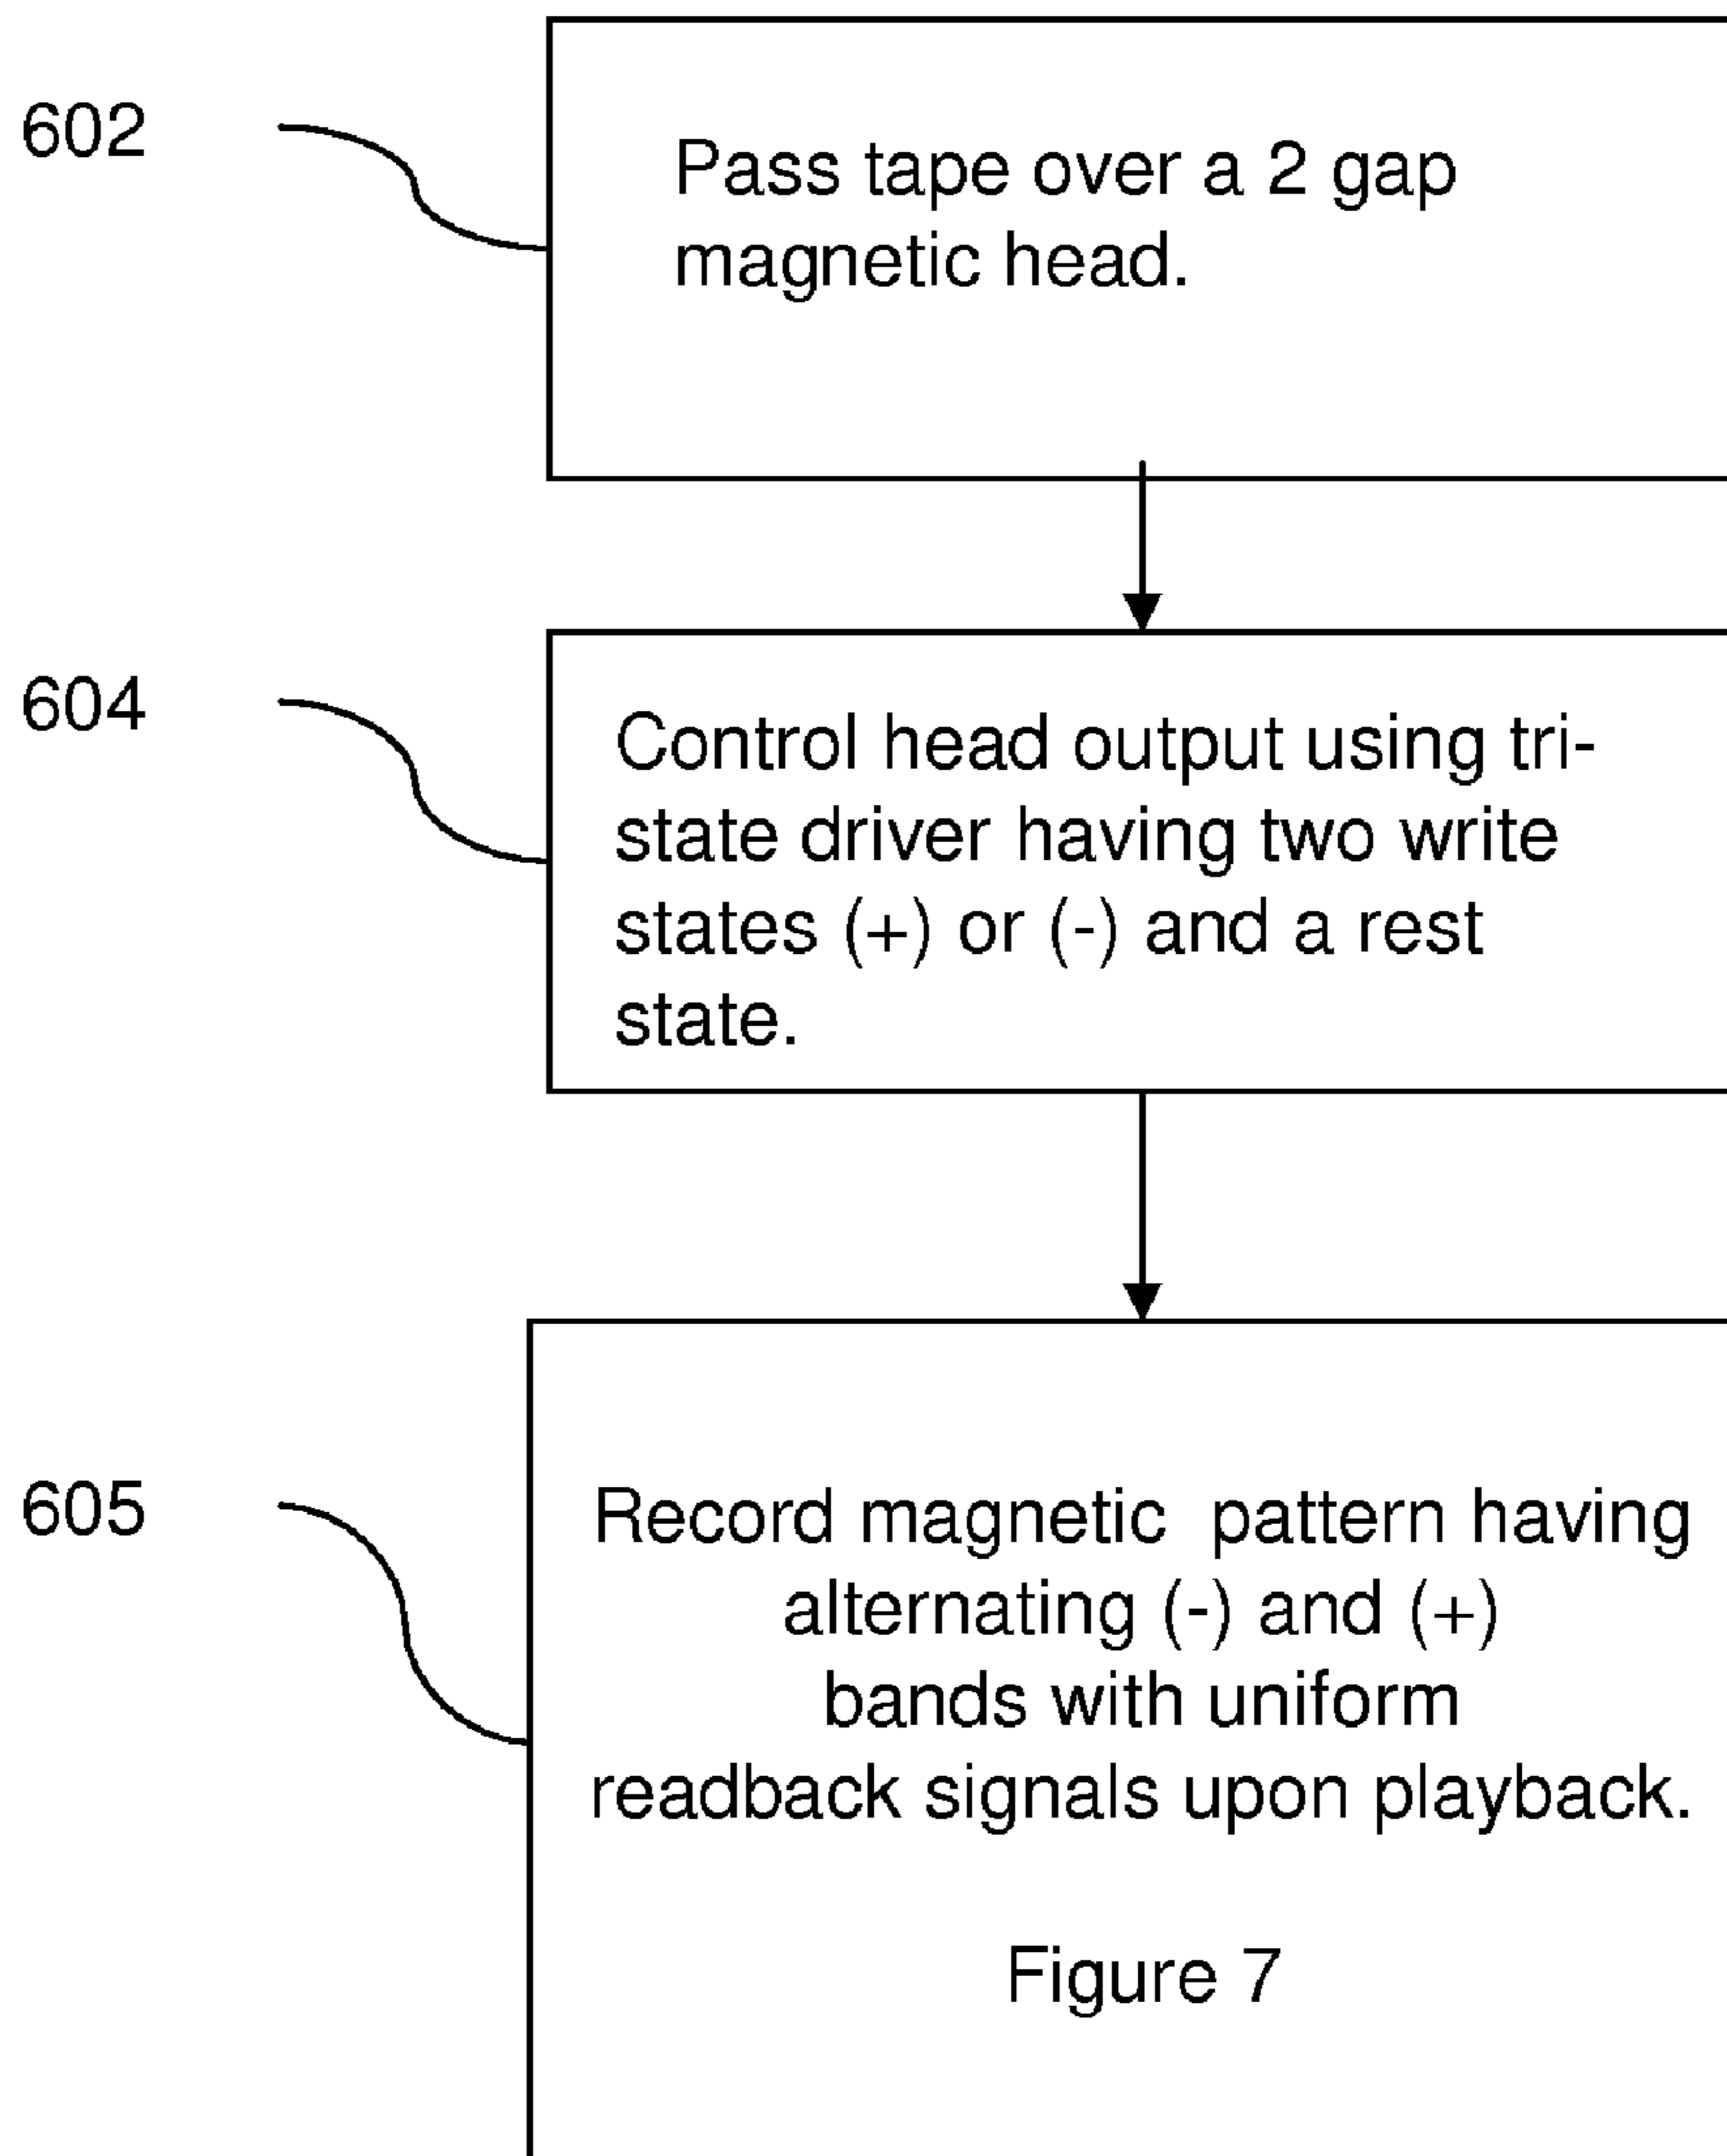 602
Pass tape over a 2 gap
magnetic head.
604
Control head output using tri-
state driver having two write
states (+) or (-) and a rest
state.
605
Record magnetic pattern having
alternating (-) and (+)
bands with uniform
readback signals upon playback.
Figure 7